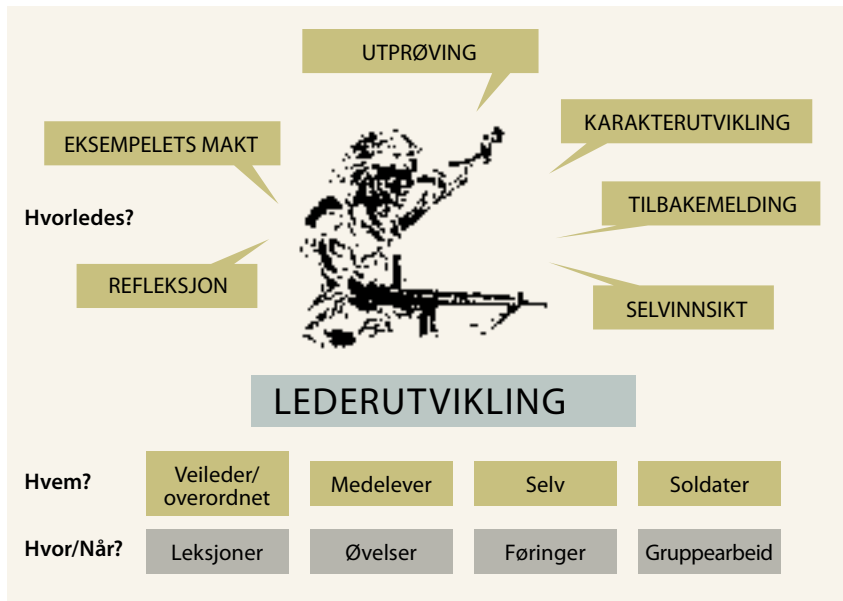 UTPRØVING
EKSEMPELETS MAKT
KARAKTERUTVIKLING
Hvorledes?
TILBAKEMELDING
REFLEKSJON
SELVINNSIKT
LEDERUTVIKLING
Hvem?
Veileder/
overordnet
Medelever
Selv
Soldater
Hvor/Når?
Leksjoner
Øvelser
Føringer
Gruppearbeid